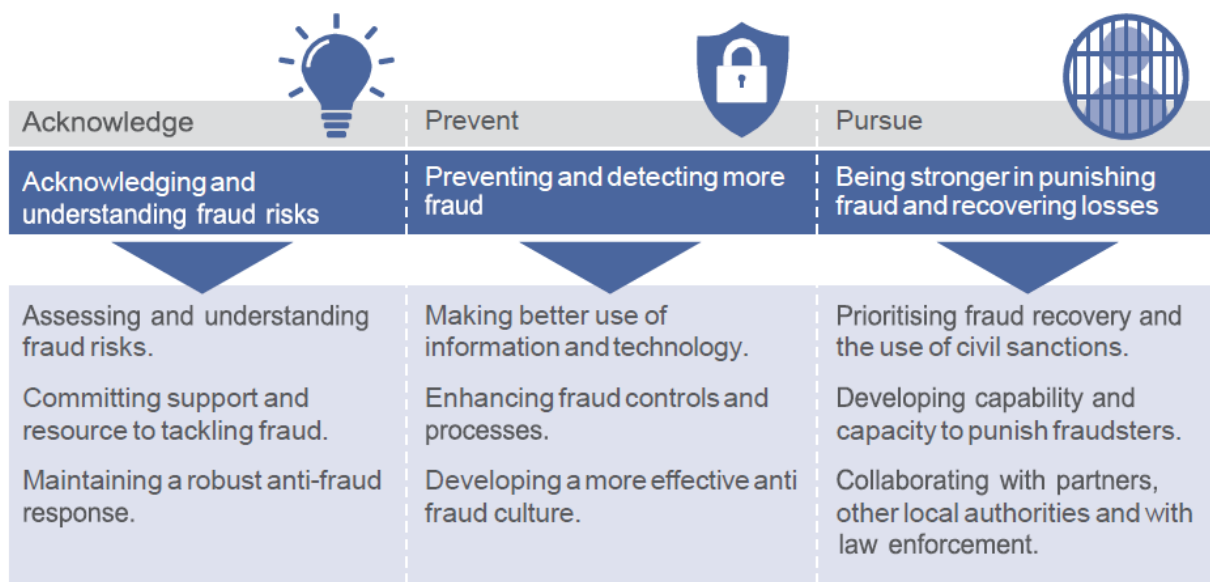 Acknowledge
Prevent
Pursue
Acknowledging and
understanding fraud risks
Preventing and detecting more
fraud
Being stronger in punishing
fraud and recovering losses
Assessing and understanding
fraud risks.
Committing support and
resource to tackling fraud.
Maintaining a robust anti-fraud
response.
Making better use of
information and technology.
Enhancing fraud controls and
processes.
Developing a more effective anti
fraud culture.
Prioritising fraud recovery and
the use of civil sanctions.
Developing capability and
capacity to punish fraudsters.
Collaborating with partners,
other local authorities and with
law enforcement.